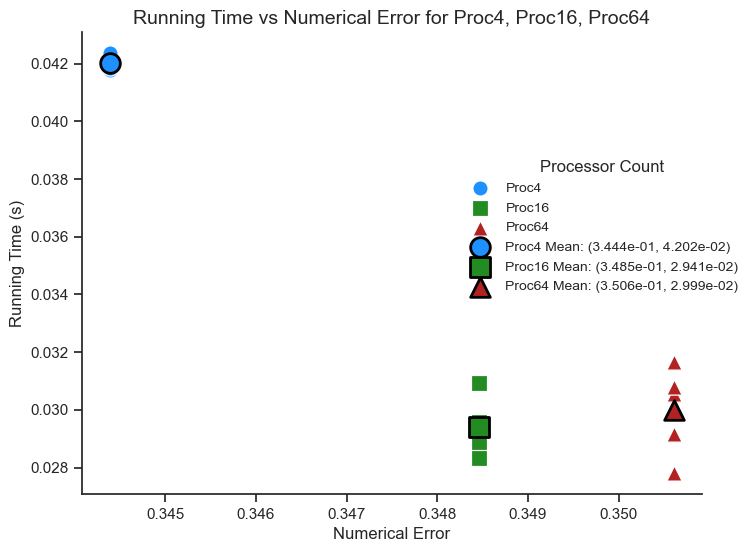 Running Time vs Numerical Error for Proc4, Proc16, Proc64
0.042
0.040
0.038
0.036
0.034
0.032
0.030
0.028
Running Time (s)
Processor Count
Proc4
Proc16
Proc64
Proc4 Mean: (3.444e-01, 4.202e-02)
Proc16 Mean: (3.485e-01, 2.941e-02)
Proc64 Mean: (3.506e-01, 2.999e-02)
0.345 0.346 0.347 0.348 0.349 0.350
Numerical Error